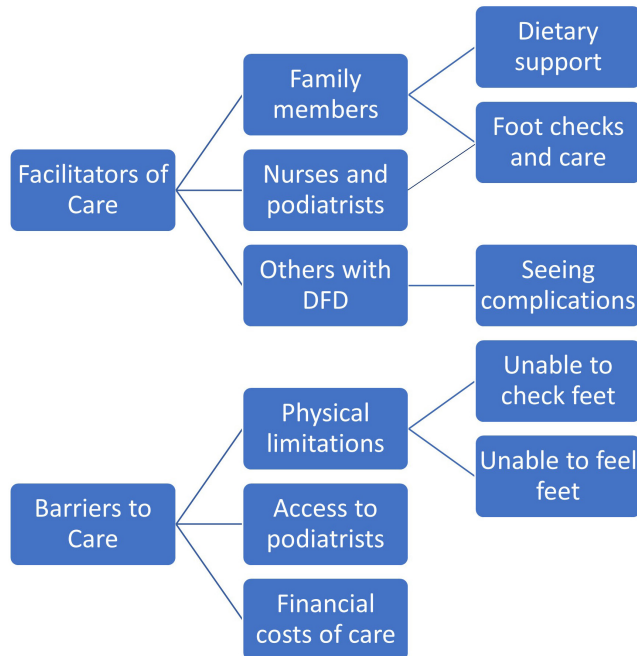 Facilitators of
Care
Family
members
Nurses and
podiatrists
Others with
DFD
Dietary
support
Foot checks
and care
Seeing
complications
Barriers to
Care
Physical
limitations
Access to
podiatrists
Financial
costs of care
Unable to
check feet
Unable to feel
feet